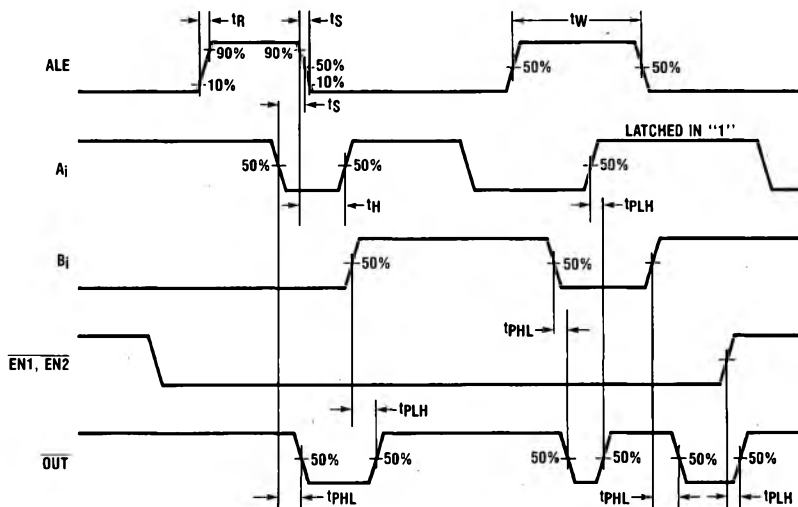 tR tS tW
ALE 90% 90% 50% 50% 50%
10% 10%
tS
LATCHED IN "1"
Ai 50% 50% 50%
tH tPLH
Bi 50% 50%
tPHL
EN1, EN2
tPLH
OUT 50% 50% 50% 50% 50% 50%
tPHL tPHL tPLH